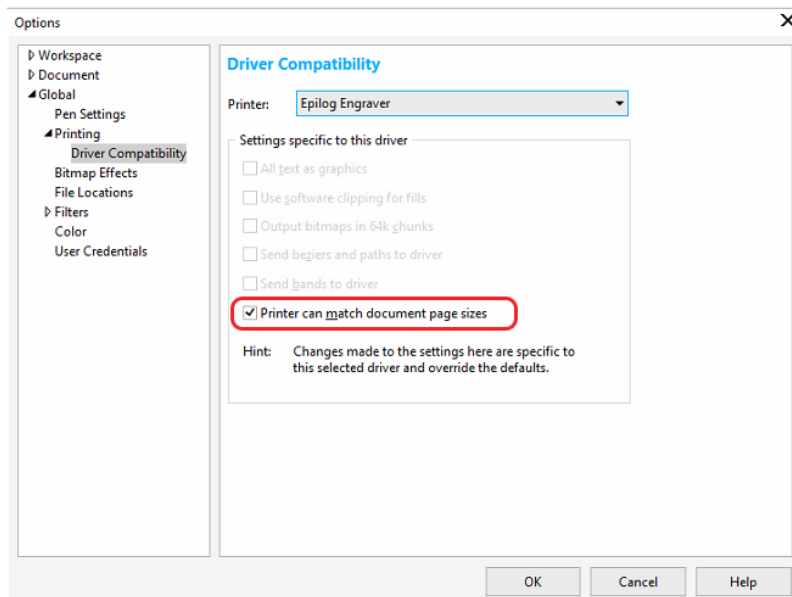 Options
Workspace
Document
Global
Pen Settings
Printing
Driver Compatibility
Bitmap Effects
File Locations
Filters
Color
User Credentials
Driver Compatibility
Printer: Epilog Engraver
Settings specific to this driver
All text as graphics
Use software clipping for fills
Output bitmaps in 64k chunks
Send beziers and paths to driver
Send bands to driver
Printer can match document page sizes
Hint: Changes made to the settings here are specific to
this selected driver and override the defaults.
OK Cancel Help